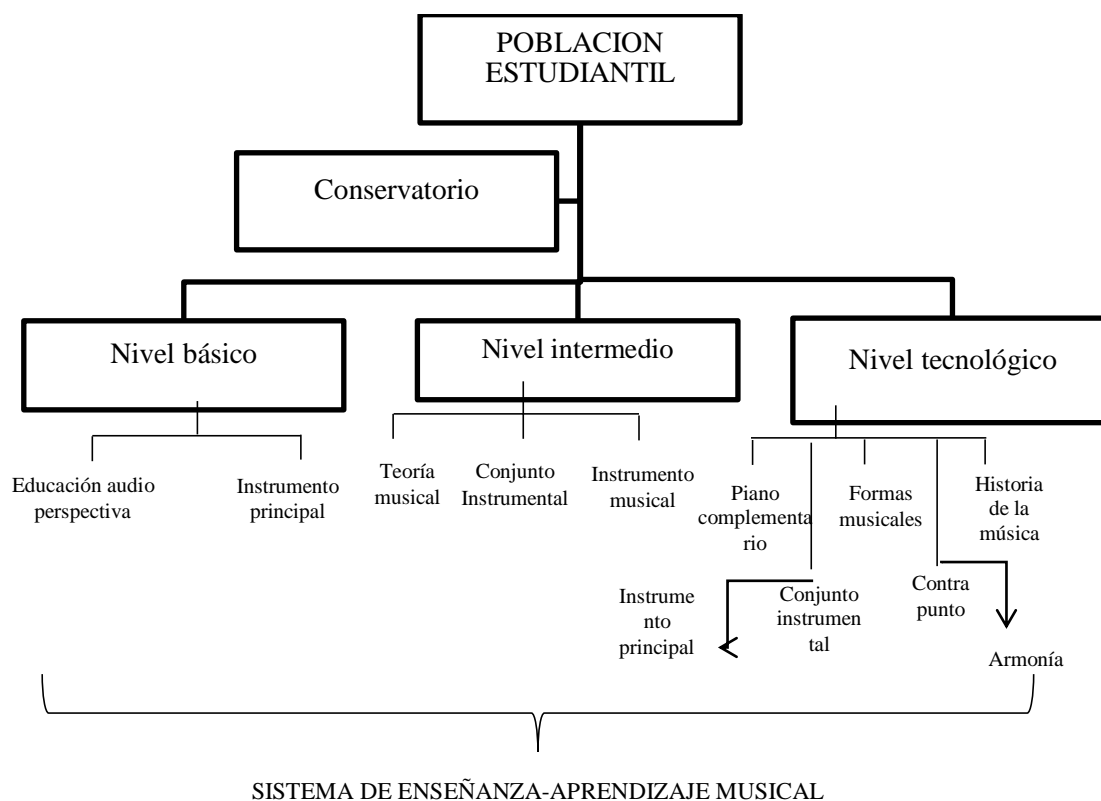 POBLACION
ESTUDIANTIL
Conservatorio
Nivel básico
Nivel intermedio
Nivel tecnológico
Educación audio
perspectiva
Instrumento
principal
Teoría
musical
Conjunto
Instrumental
Instrumento
musical
Piano
complementa
rio
Formas
musicales
Historia
de la
música
Instrume
nto
principal
Conjunto
instrumen
tal
Contra
punto
Armonía
SISTEMA DE ENSEÑANZA-APRENDIZAJE MUSICAL